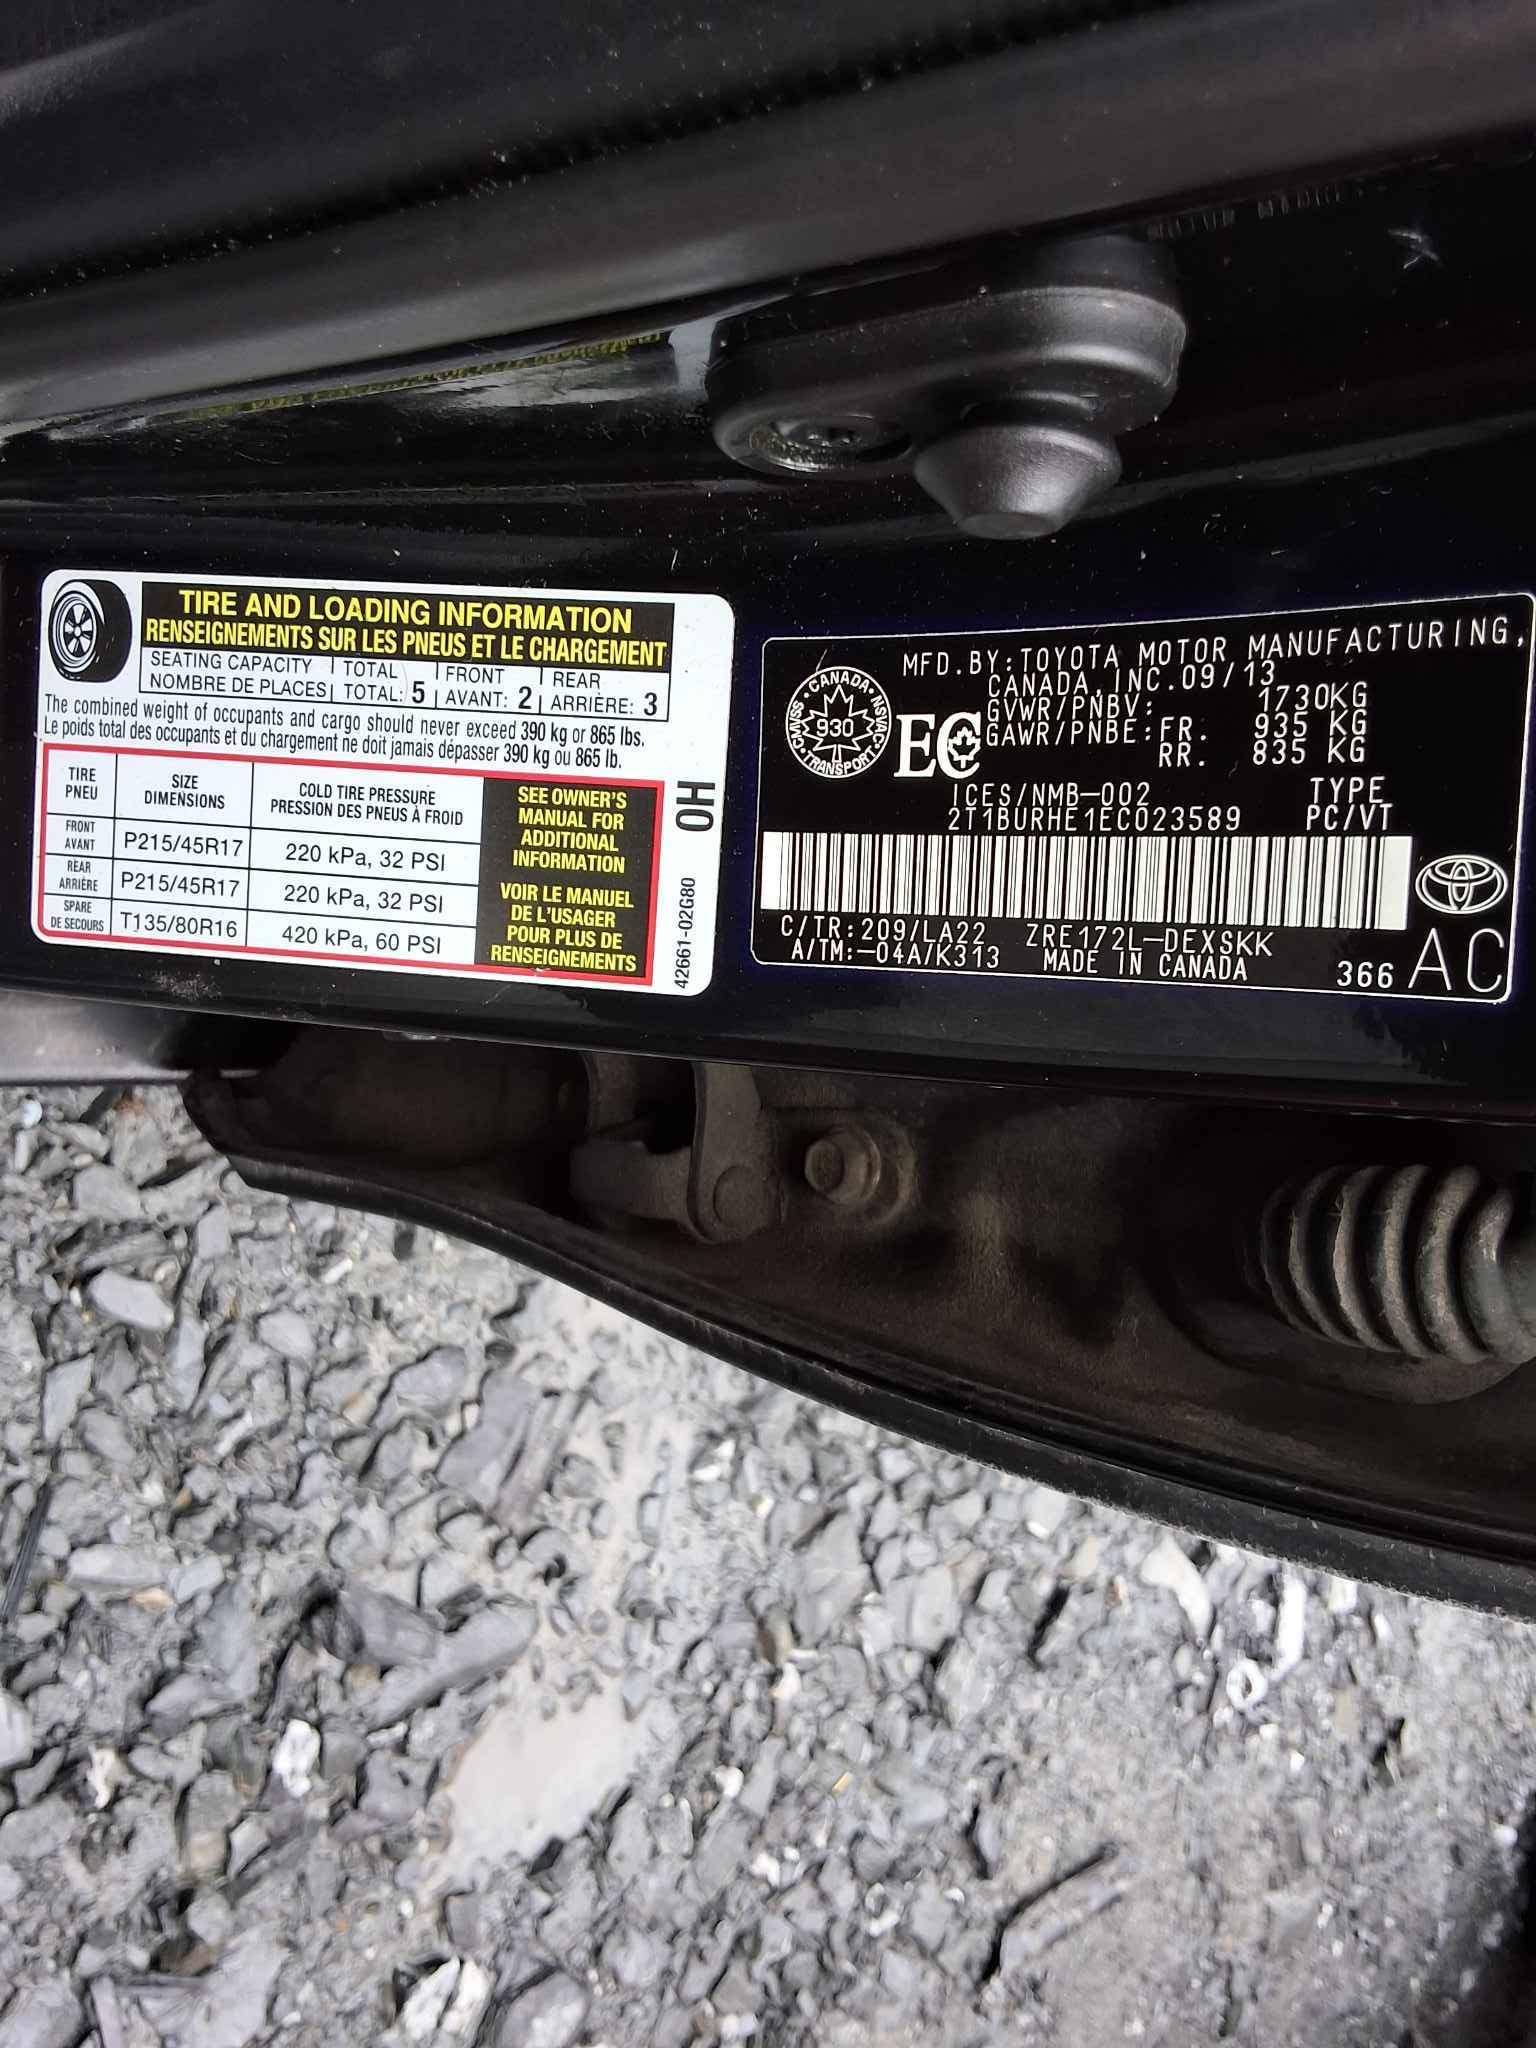 TIRE AND LOADING INFORMATION
RENSEIGNEMENTS SUR LES PNEUS ET LE CHARGEMENT
SEATING CAPACITY TOTAL FRONT REAR
NOMBRE DE PLACES TOTAL: 5 AVANT: 2 ARRIÈRE: 3
The combined weight of occupants and cargo should never exceed 390 kg or 865 lbs.
Le poids total des occupants et du chargement ne doit jamais dépasser 390 kg ou 865 lb.
TIRE SIZE COLD TIRE PRESSURE
PNEU DIMENSIONS PRESSION DES PNEUS À FROID
FRONT
AVANT P215/45R17 220 kPa, 32 PSI
REAR
ARRIÈRE P215/45R17 220 kPa, 32 PSI
SPARE
DE SECOURS T135/80R16 420 kPa, 60 PSI
SEE OWNER'S
MANUAL FOR
ADDITIONAL
INFORMATION
VOIR LE MANUEL
DE L'USAGER
POUR PLUS DE
RENSEIGNEMENTS
0H
42661-02G80
MFD.BY:TOYOTA MOTOR MANUFACTURING,
CANADA,INC.09/13
GVWR/PNBV: 1730KG
GAWR/PNBE:FR. 935 KG
RR. 835 KG
CANADA
930
TRANSPORT
CMVSS
NSVAC
EC
ICES/NMB-002 TYPE
2T1BURHE1EC023589 PC/VT
C/TR:209/LA22 ZRE172L-DEXSKK
A/TM:-04A/K313 MADE IN CANADA
366 AC